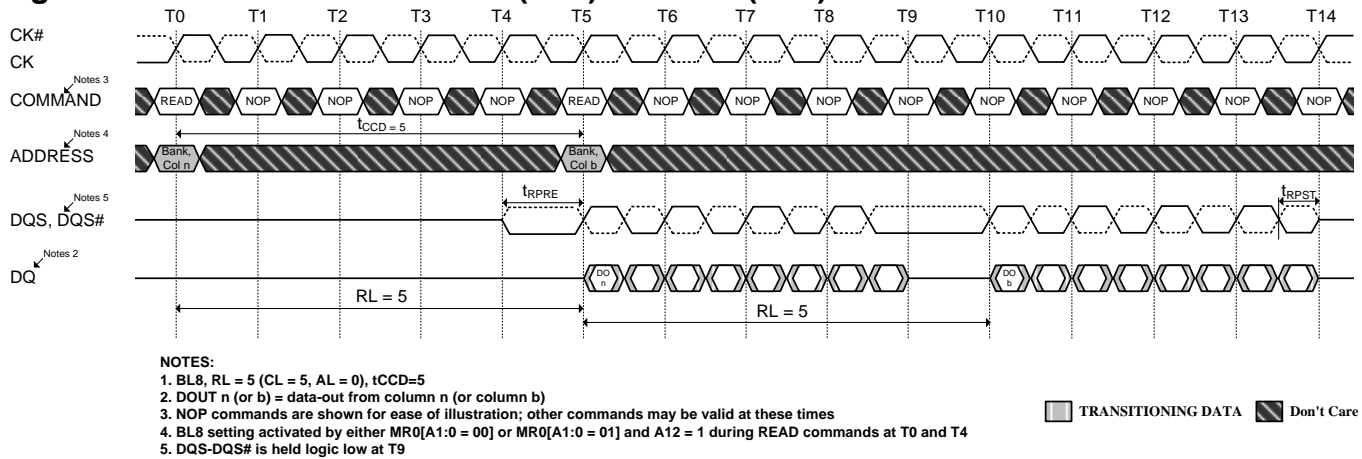 T0 T1 T2 T3 T4 T5 T6 T7 T8 T9 T10 T11 T12 T13 T14
CK#
CK
Notes 3
COMMAND READ NOP NOP NOP NOP READ NOP NOP NOP NOP NOP NOP NOP NOP NOP
tCCD = 5
Notes 4
ADDRESS
Bank, Col n
Bank, Col b
Notes 5
DQS, DQS#
tRPRE
tRPST
Notes 2
DQ
DO n
DO b
RL = 5
RL = 5
NOTES:
1. BL8, RL = 5 (CL = 5, AL = 0), tCCD=5
2. DOUT n (or b) = data-out from column n (or column b)
3. NOP commands are shown for ease of illustration; other commands may be valid at these times
4. BL8 setting activated by either MR0[A1:0 = 00] or MR0[A1:0 = 01] and A12 = 1 during READ commands at T0 and T4
5. DQS-DQS# is held logic low at T9
TRANSITIONING DATA
Don't Care